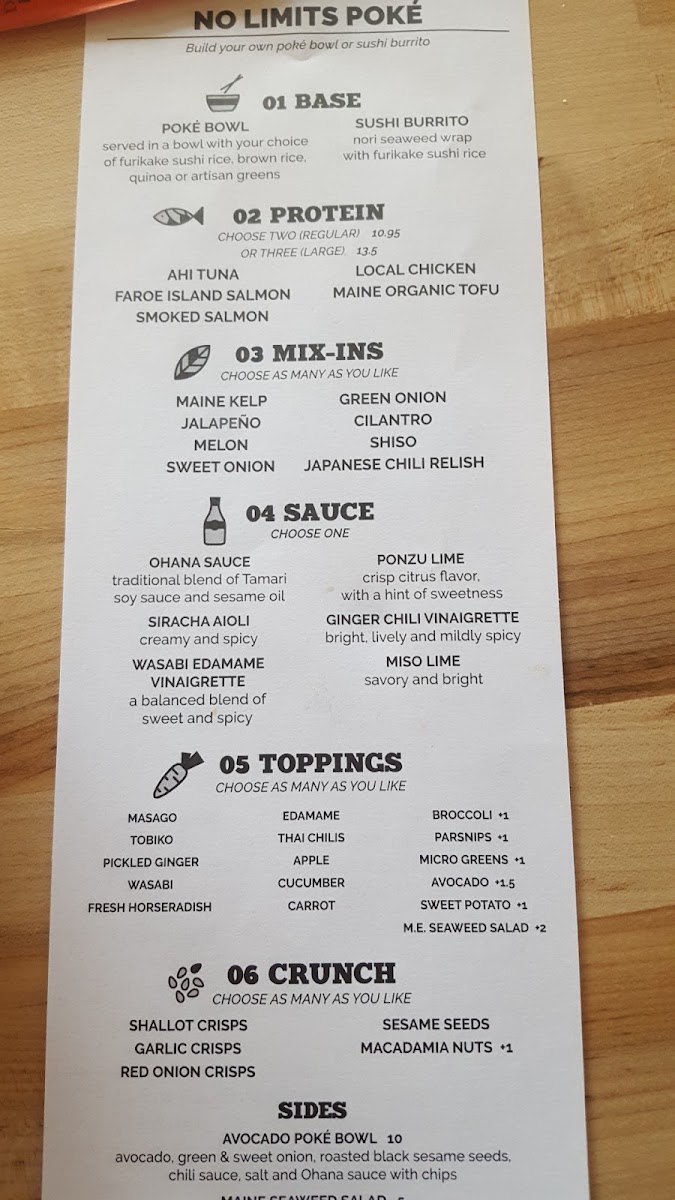 NO LIMITS POKÉ
Build your own poké bowl or sushi burrito
01 BASE
POKÉ BOWL
served in a bowl with your choice
of furikake sushi rice, brown rice,
quinoa or artisan greens
SUSHI BURRITO
nori seaweed wrap
with furikake sushi rice
02 PROTEIN
CHOOSE TWO (REGULAR) 10.95
OR THREE (LARGE) 13.5
AHI TUNA
FAROE ISLAND SALMON
SMOKED SALMON
LOCAL CHICKEN
MAINE ORGANIC TOFU
03 MIX-INS
CHOOSE AS MANY AS YOU LIKE
MAINE KELP
JALAPEÑO
MELON
SWEET ONION
GREEN ONION
CILANTRO
SHISO
JAPANESE CHILI RELISH
04 SAUCE
CHOOSE ONE
OHANA SAUCE
traditional blend of Tamari
soy sauce and sesame oil
SIRACHA AIOLI
creamy and spicy
WASABI EDAMAME
VINAIGRETTE
a balanced blend of
sweet and spicy
PONZU LIME
crisp citrus flavor,
with a hint of sweetness
GINGER CHILI VINAIGRETTE
bright, lively and mildly spicy
MISO LIME
savory and bright
05 TOPPINGS
CHOOSE AS MANY AS YOU LIKE
MASAGO
TOBIKO
PICKLED GINGER
WASABI
FRESH HORSERADISH
EDAMAME
THAI CHILIS
APPLE
CUCUMBER
CARROT
BROCCOLI +1
PARSNIPS +1
MICRO GREENS +1
AVOCADO +1.5
SWEET POTATO +1
M.E. SEAWEED SALAD +2
06 CRUNCH
CHOOSE AS MANY AS YOU LIKE
SHALLOT CRISPS
GARLIC CRISPS
RED ONION CRISPS
SESAME SEEDS
MACADAMIA NUTS +1
SIDES
AVOCADO POKÉ BOWL 10
avocado, green & sweet onion, roasted black sesame seeds,
chili sauce, salt and Ohana sauce with chips
MAINE SEAWEED SALAD